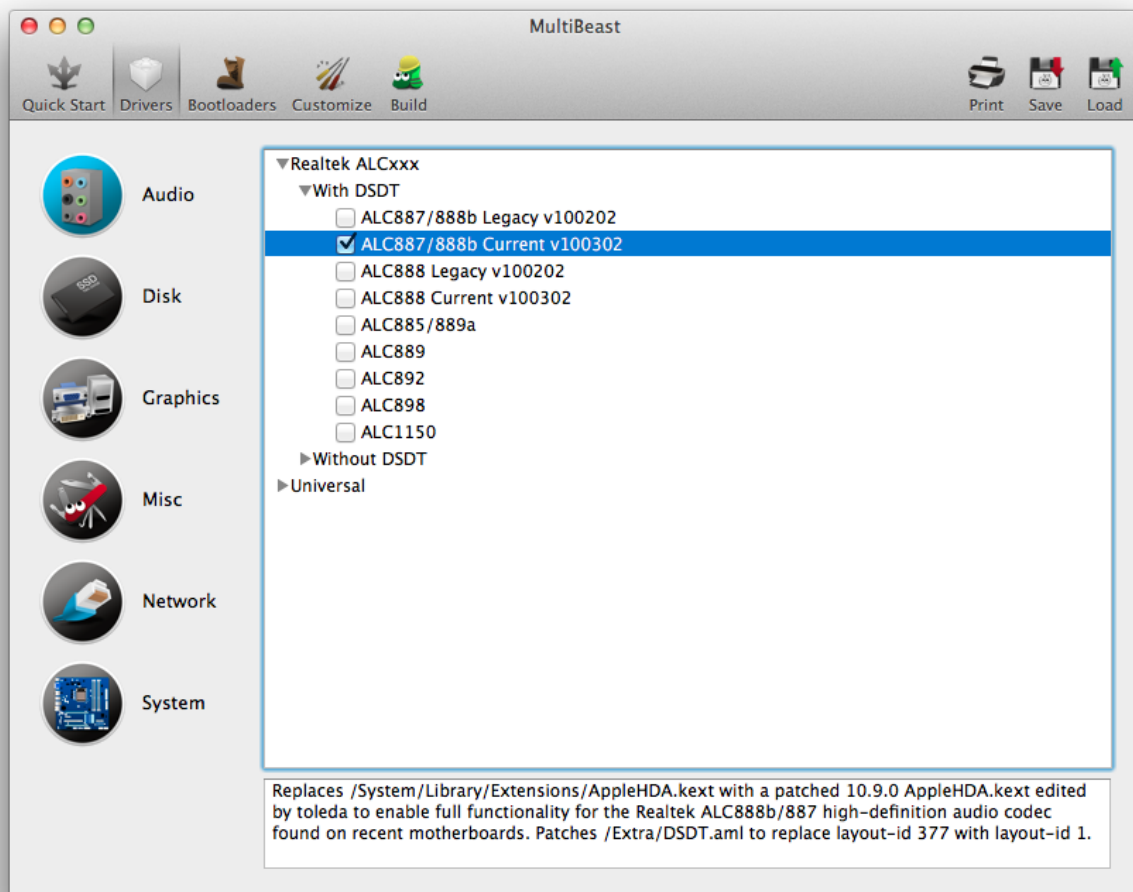 MultiBeast
Quick Start Drivers Bootloaders Customize Build Print Save Load
Audio
Disk
SSD
Graphics
Misc
Network
System
Realtek ALCxxx
With DSDT
ALC887/888b Legacy v100202
ALC887/888b Current v100302
ALC888 Legacy v100202
ALC888 Current v100302
ALC885/889a
ALC889
ALC892
ALC898
ALC1150
Without DSDT
Universal
Replaces /System/Library/Extensions/AppleHDA.kext with a patched 10.9.0 AppleHDA.kext edited
by toleda to enable full functionality for the Realtek ALC888b/887 high-definition audio codec
found on recent motherboards. Patches /Extra/DSDT.aml to replace layout-id 377 with layout-id 1.